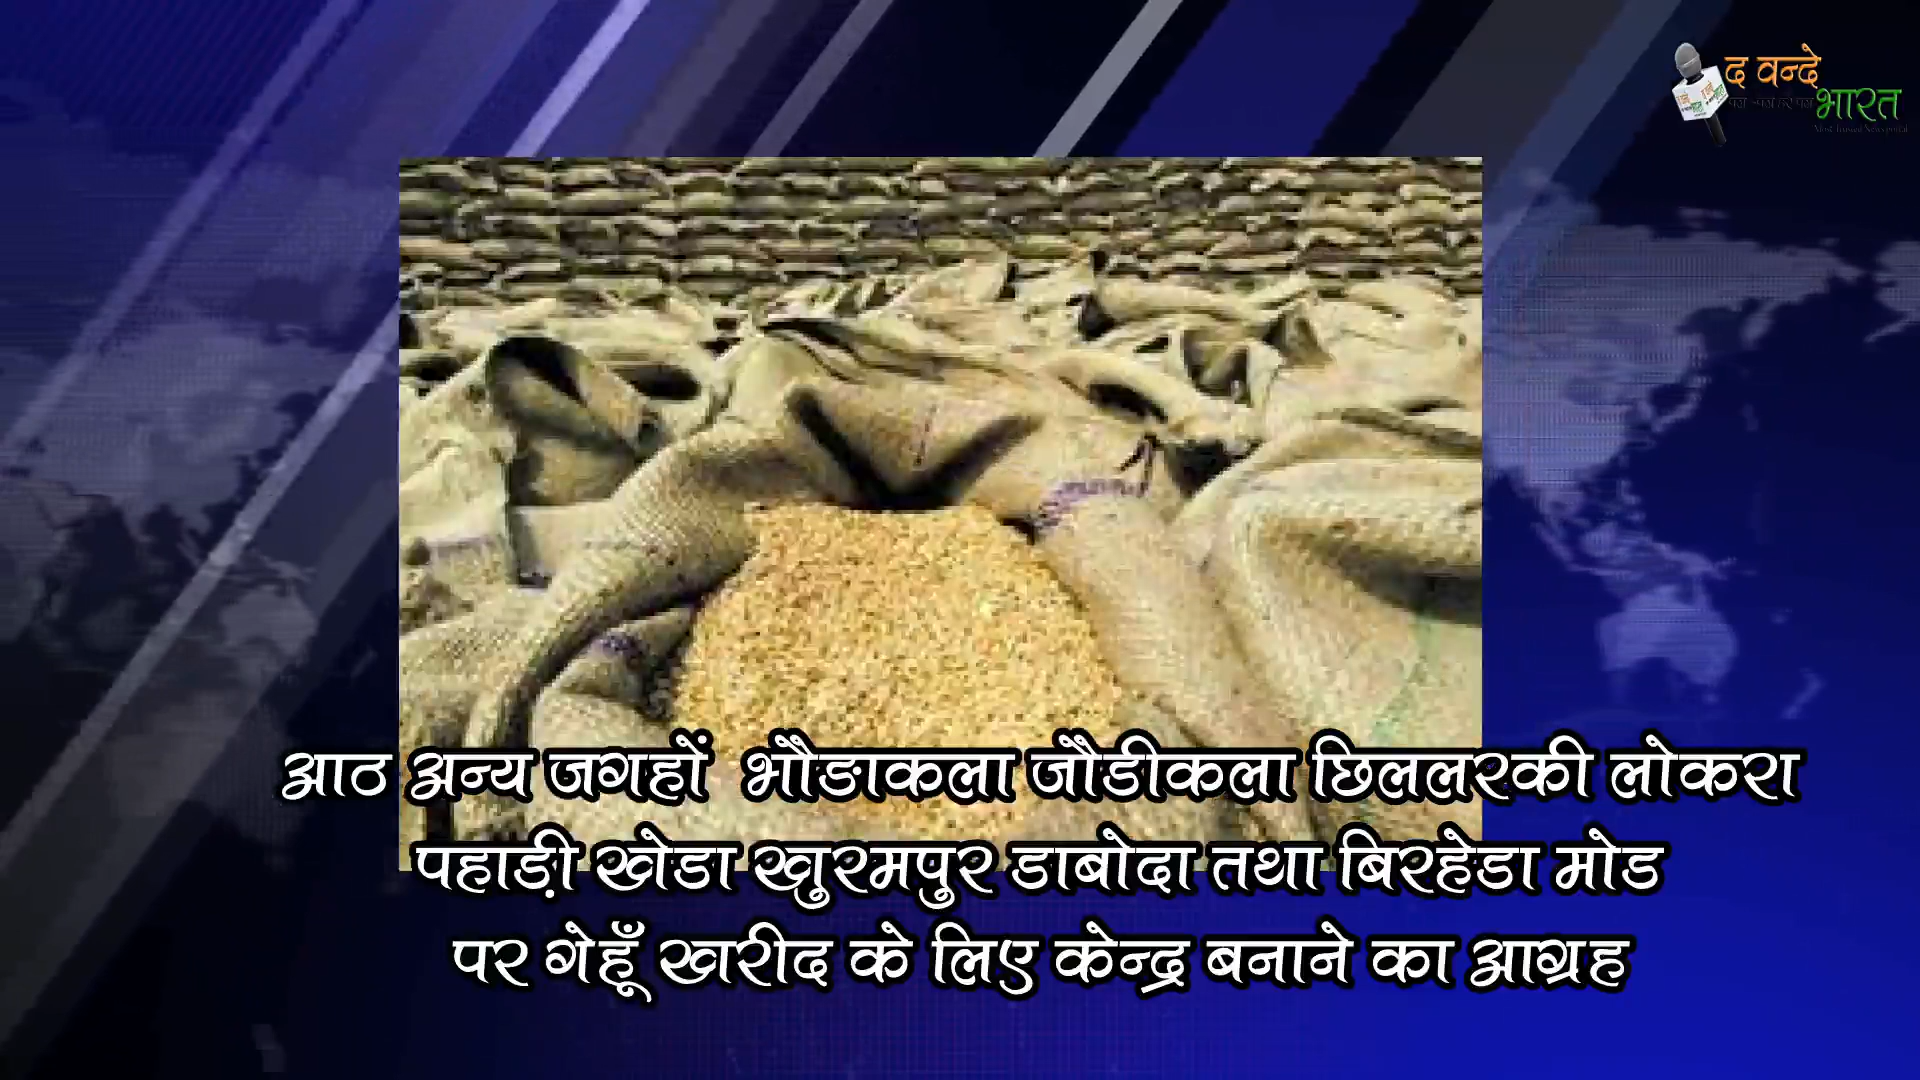 द वन्दे
भारत
आठ अन्य जगहों भौङाकला जौडीकला छिललरकी लोकरा
पहाड़ी खेडा खुरमपुर डाबोदा तथा बिरहेडा मोड
पर गेहूँ खरीद के लिए केन्द्र बनाने का आग्रह